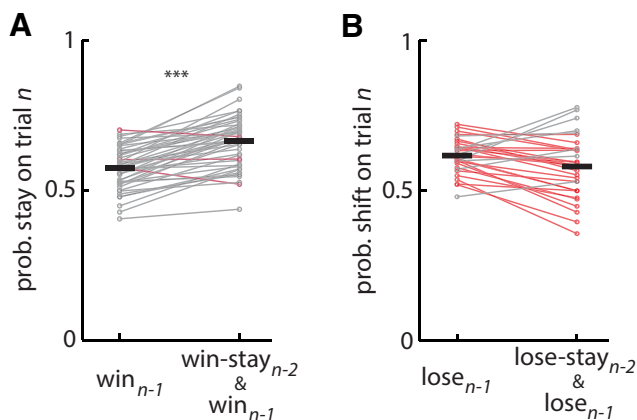 A
B
1
0.5
0
prob. stay on trial n
***
win n-1
win-stay n-2
&
win n-1
1
0.5
0
prob. shift on trial n
lose n-1
lose-stay n-2
&
lose n-1